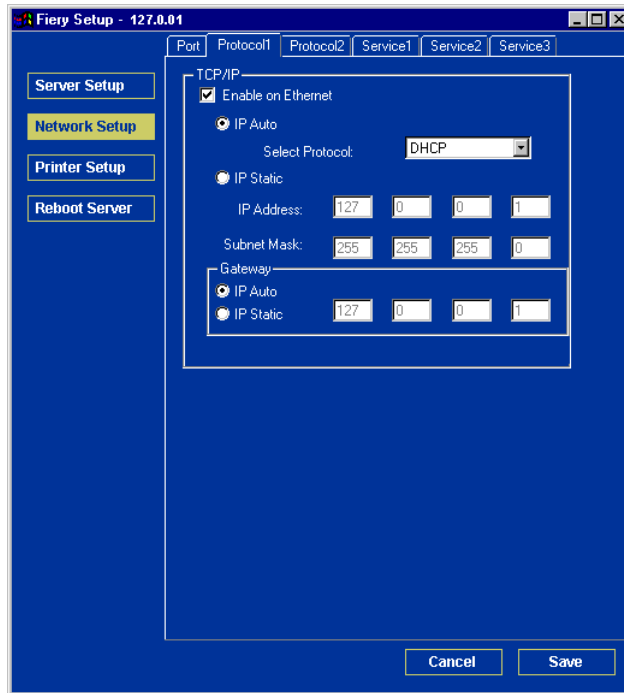 Fiery Setup - 127.0.01
Port Protocol1 Protocol2 Service1 Service2 Service3
Server Setup
Network Setup
Printer Setup
Reboot Server
TCP/IP
Enable on Ethernet
IP Auto
Select Protocol: DHCP
IP Static
IP Address: 127 0 0 1
Subnet Mask: 255 255 255 0
Gateway
IP Auto
IP Static 127 0 0 1
Cancel Save